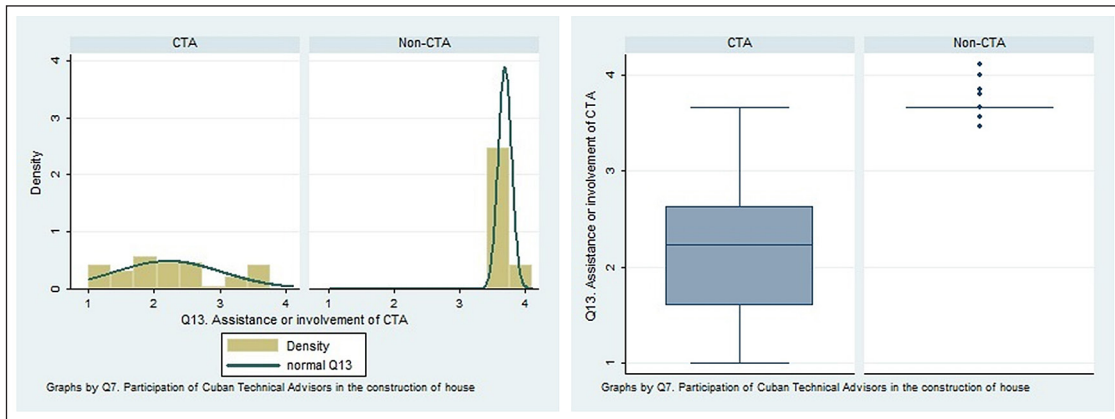 CTA
Non-CTA
4
3
2
1
0
Density
1 2 3 4
1 2 3 4
Q13. Assistance or involvement of CTA
Density
normal Q13
Graphs by Q7. Participation of Cuban Technical Advisors in the construction of house
CTA
Non-CTA
4
3
2
1
Q13. Assistance or involvement of CTA
Graphs by Q7. Participation of Cuban Technical Advisors in the construction of house